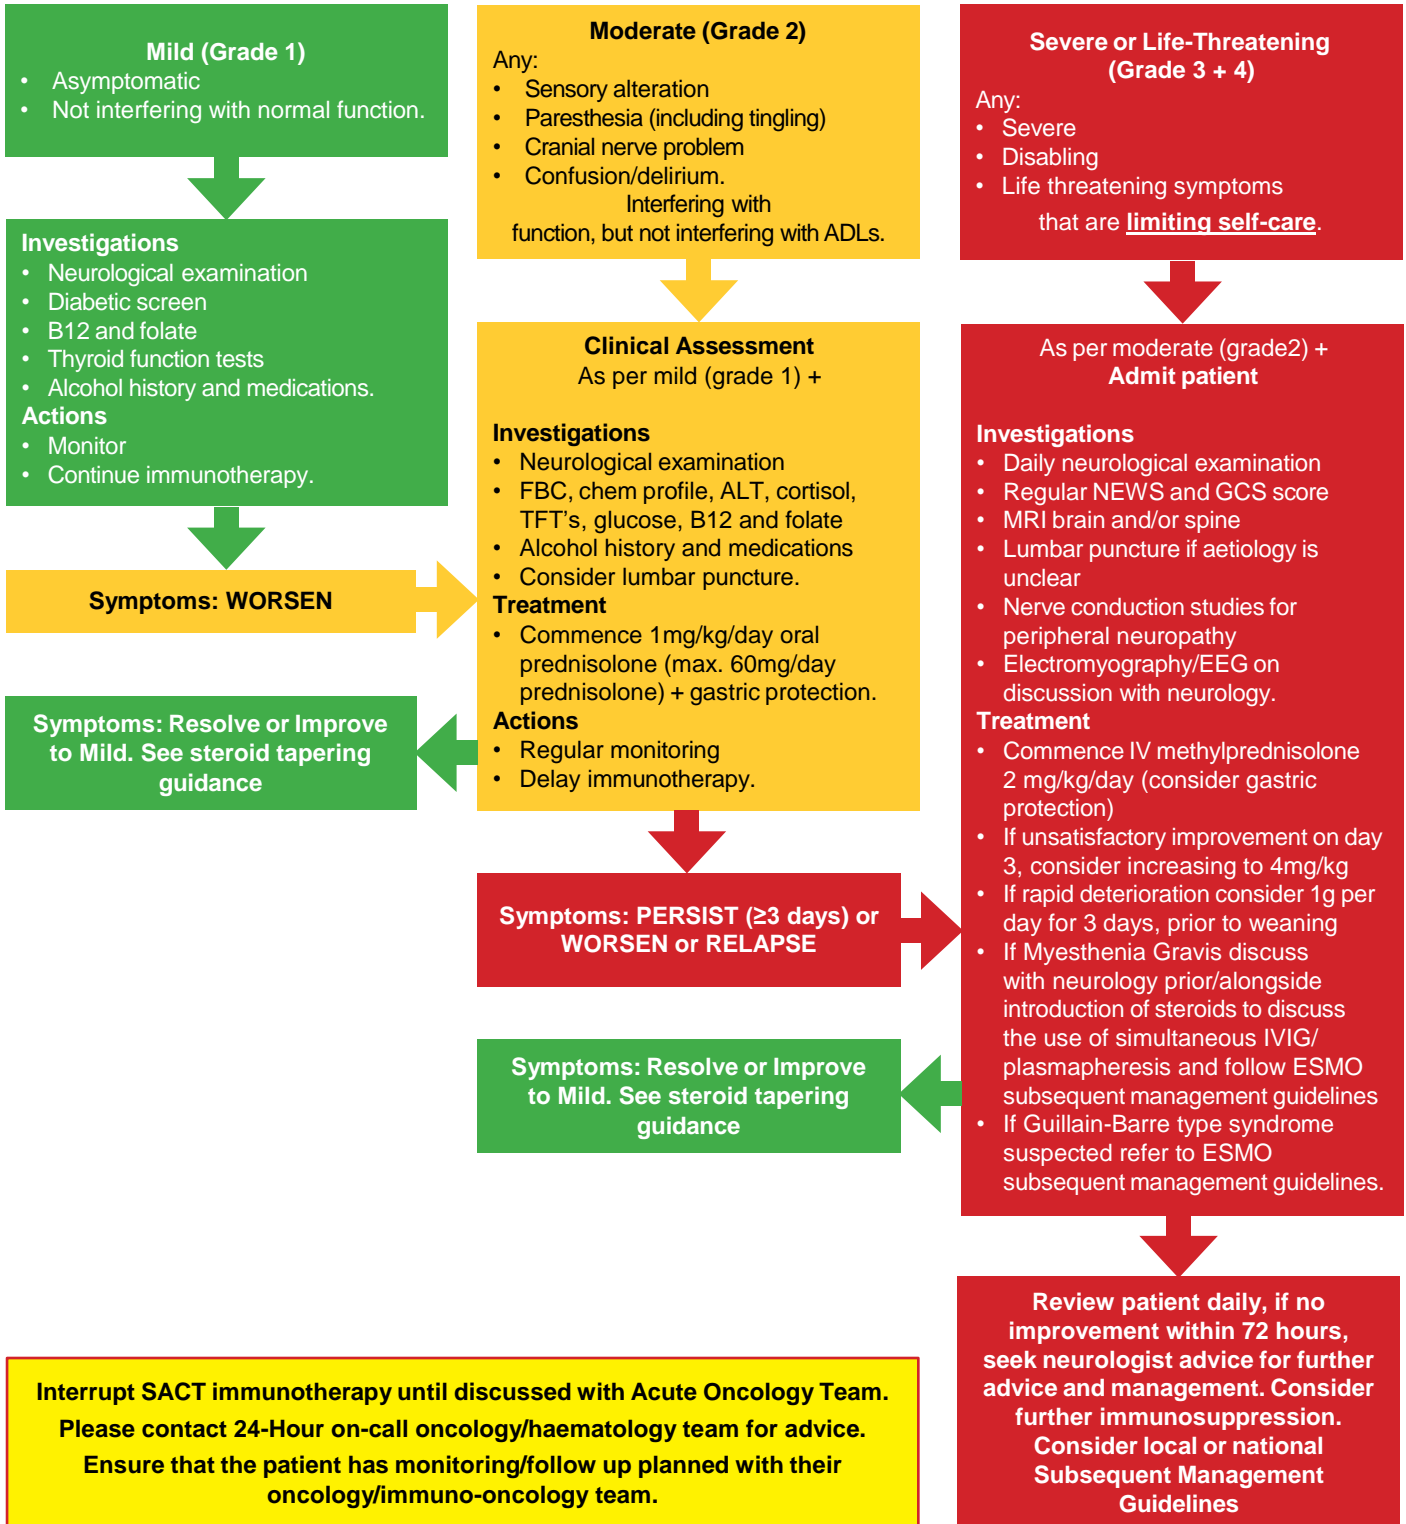 Mild (Grade 1)
• Asymptomatic
• Not interfering with normal function.
Investigations
• Neurological examination
• Diabetic screen
• B12 and folate
• Thyroid function tests
• Alcohol history and medications.
Actions
• Monitor
• Continue immunotherapy.
Symptoms: WORSEN
Symptoms: Resolve or Improve
to Mild. See steroid tapering
guidance
Moderate (Grade 2)
Any:
• Sensory alteration
• Paresthesia (including tingling)
• Cranial nerve problem
• Confusion/delirium.
Interfering with
function, but not interfering with ADLs.
Clinical Assessment
As per mild (grade 1) +
Investigations
• Neurological examination
• FBC, chem profile, ALT, cortisol,
TFT's, glucose, B12 and folate
• Alcohol history and medications
• Consider lumbar puncture.
Treatment
• Commence 1mg/kg/day oral
prednisolone (max. 60mg/day
prednisolone) + gastric protection.
Actions
• Regular monitoring
• Delay immunotherapy.
Symptoms: PERSIST (≥3 days) or
WORSEN or RELAPSE
Symptoms: Resolve or Improve
to Mild. See steroid tapering
guidance
Severe or Life-Threatening
(Grade 3 + 4)
Any:
• Severe
• Disabling
• Life threatening symptoms
that are limiting self-care.
As per moderate (grade2) +
Admit patient
Investigations
• Daily neurological examination
• Regular NEWS and GCS score
• MRI brain and/or spine
• Lumbar puncture if aetiology is
unclear
• Nerve conduction studies for
peripheral neuropathy
• Electromyography/EEG on
discussion with neurology.
Treatment
• Commence IV methylprednisolone
2 mg/kg/day (consider gastric
protection)
• If unsatisfactory improvement on day
3, consider increasing to 4mg/kg
• If rapid deterioration consider 1g per
day for 3 days, prior to weaning
• If Myesthenia Gravis discuss
with neurology prior/alongside
introduction of steroids to discuss
the use of simultaneous IVIG/
plasmapheresis and follow ESMO
subsequent management guidelines
• If Guillain-Barre type syndrome
suspected refer to ESMO
subsequent management guidelines.
Review patient daily, if no
improvement within 72 hours,
seek neurologist advice for further
advice and management. Consider
further immunosuppression.
Consider local or national
Subsequent Management
Guidelines
Interrupt SACT immunotherapy until discussed with Acute Oncology Team.
Please contact 24-Hour on-call oncology/haematology team for advice.
Ensure that the patient has monitoring/follow up planned with their
oncology/immuno-oncology team.